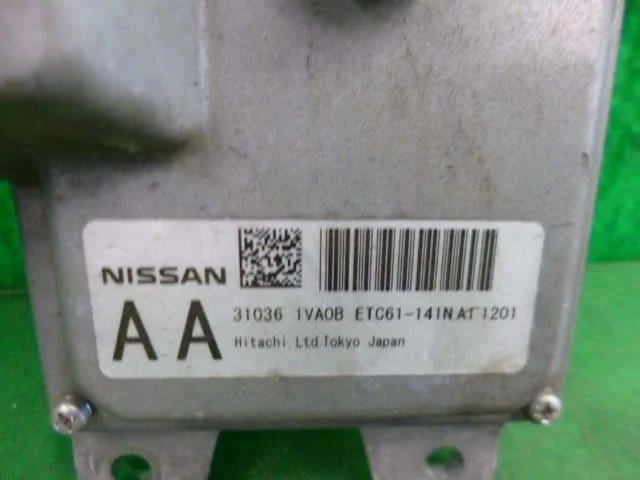 NISSAN
AA
31036 1VA0B ETC61-141N A1 1201
Hitachi, Ltd. Tokyo Japan